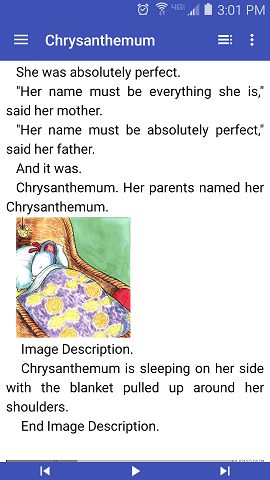 4G 3:01 PM
Chrysanthemum
She was absolutely perfect.
"Her name must be everything she is,"
said her mother.
"Her name must be absolutely perfect,"
said her father.
And it was.
Chrysanthemum. Her parents named her
Chrysanthemum.
Image Description.
Chrysanthemum is sleeping on her side
with the blanket pulled up around her
shoulders.
End Image Description.